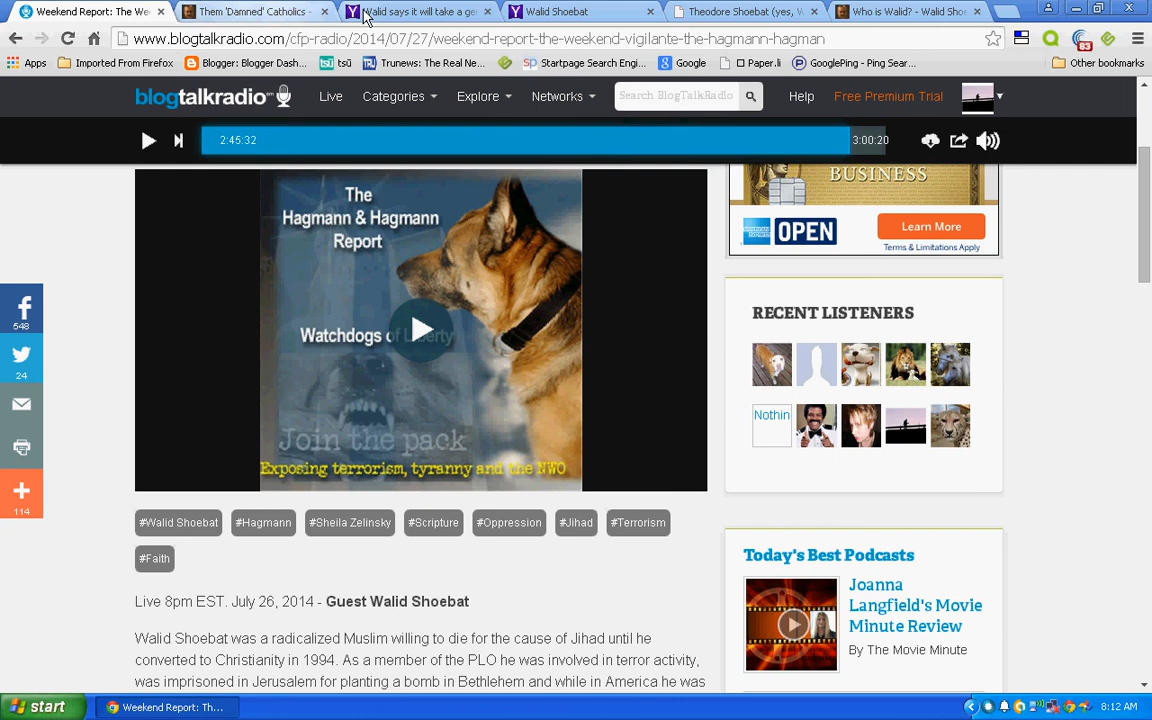 Weekend Report: The We
Them 'Damned' Catholics -
Walid says it will take a ge
Walid Shoebat
Theodore Shoebat (yes, W
Who is Walid? - Walid Sho
www.blogtalkradio.com/cfp-radio/2014/07/27/weekend-report-the-weekend-vigilante-the-hagmann-hagman
83
Apps
Imported From Firefox
Blogger: Blogger Dash...
tsū
tsū
Trunews: The Real Ne...
Startpage Search Engi...
Google
Paper.li
GooglePing - Ping Sear...
Other bookmarks
blogtalkradio
Live
Categories
Explore
Networks
Search BlogTalkRadio
Help
Free Premium Trial
2:45:32
3:00:20
The
Hagmann & Hagmann
Report
Watchdogs of Liberty
Join the pack
Exposing terrorism, tyranny and the NWO
BUSINESS
OPEN
Learn More
Terms & Limitations Apply
548
24
114
RECENT LISTENERS
Nothin
#Walid Shoebat
#Hagmann
#Sheila Zelinsky
#Scripture
#Oppression
#Jihad
#Terrorism
#Faith
Live 8pm EST. July 26, 2014 - Guest Walid Shoebat
Walid Shoebat was a radicalized Muslim willing to die for the cause of Jihad until he
converted to Christianity in 1994. As a member of the PLO he was involved in terror activity,
was imprisoned in Jerusalem for planting a bomb in Bethlehem and while in America he was
Today's Best Podcasts
Joanna
Langfield's Movie
Minute Review
By The Movie Minute
start
Weekend Report: Th...
8:12 AM